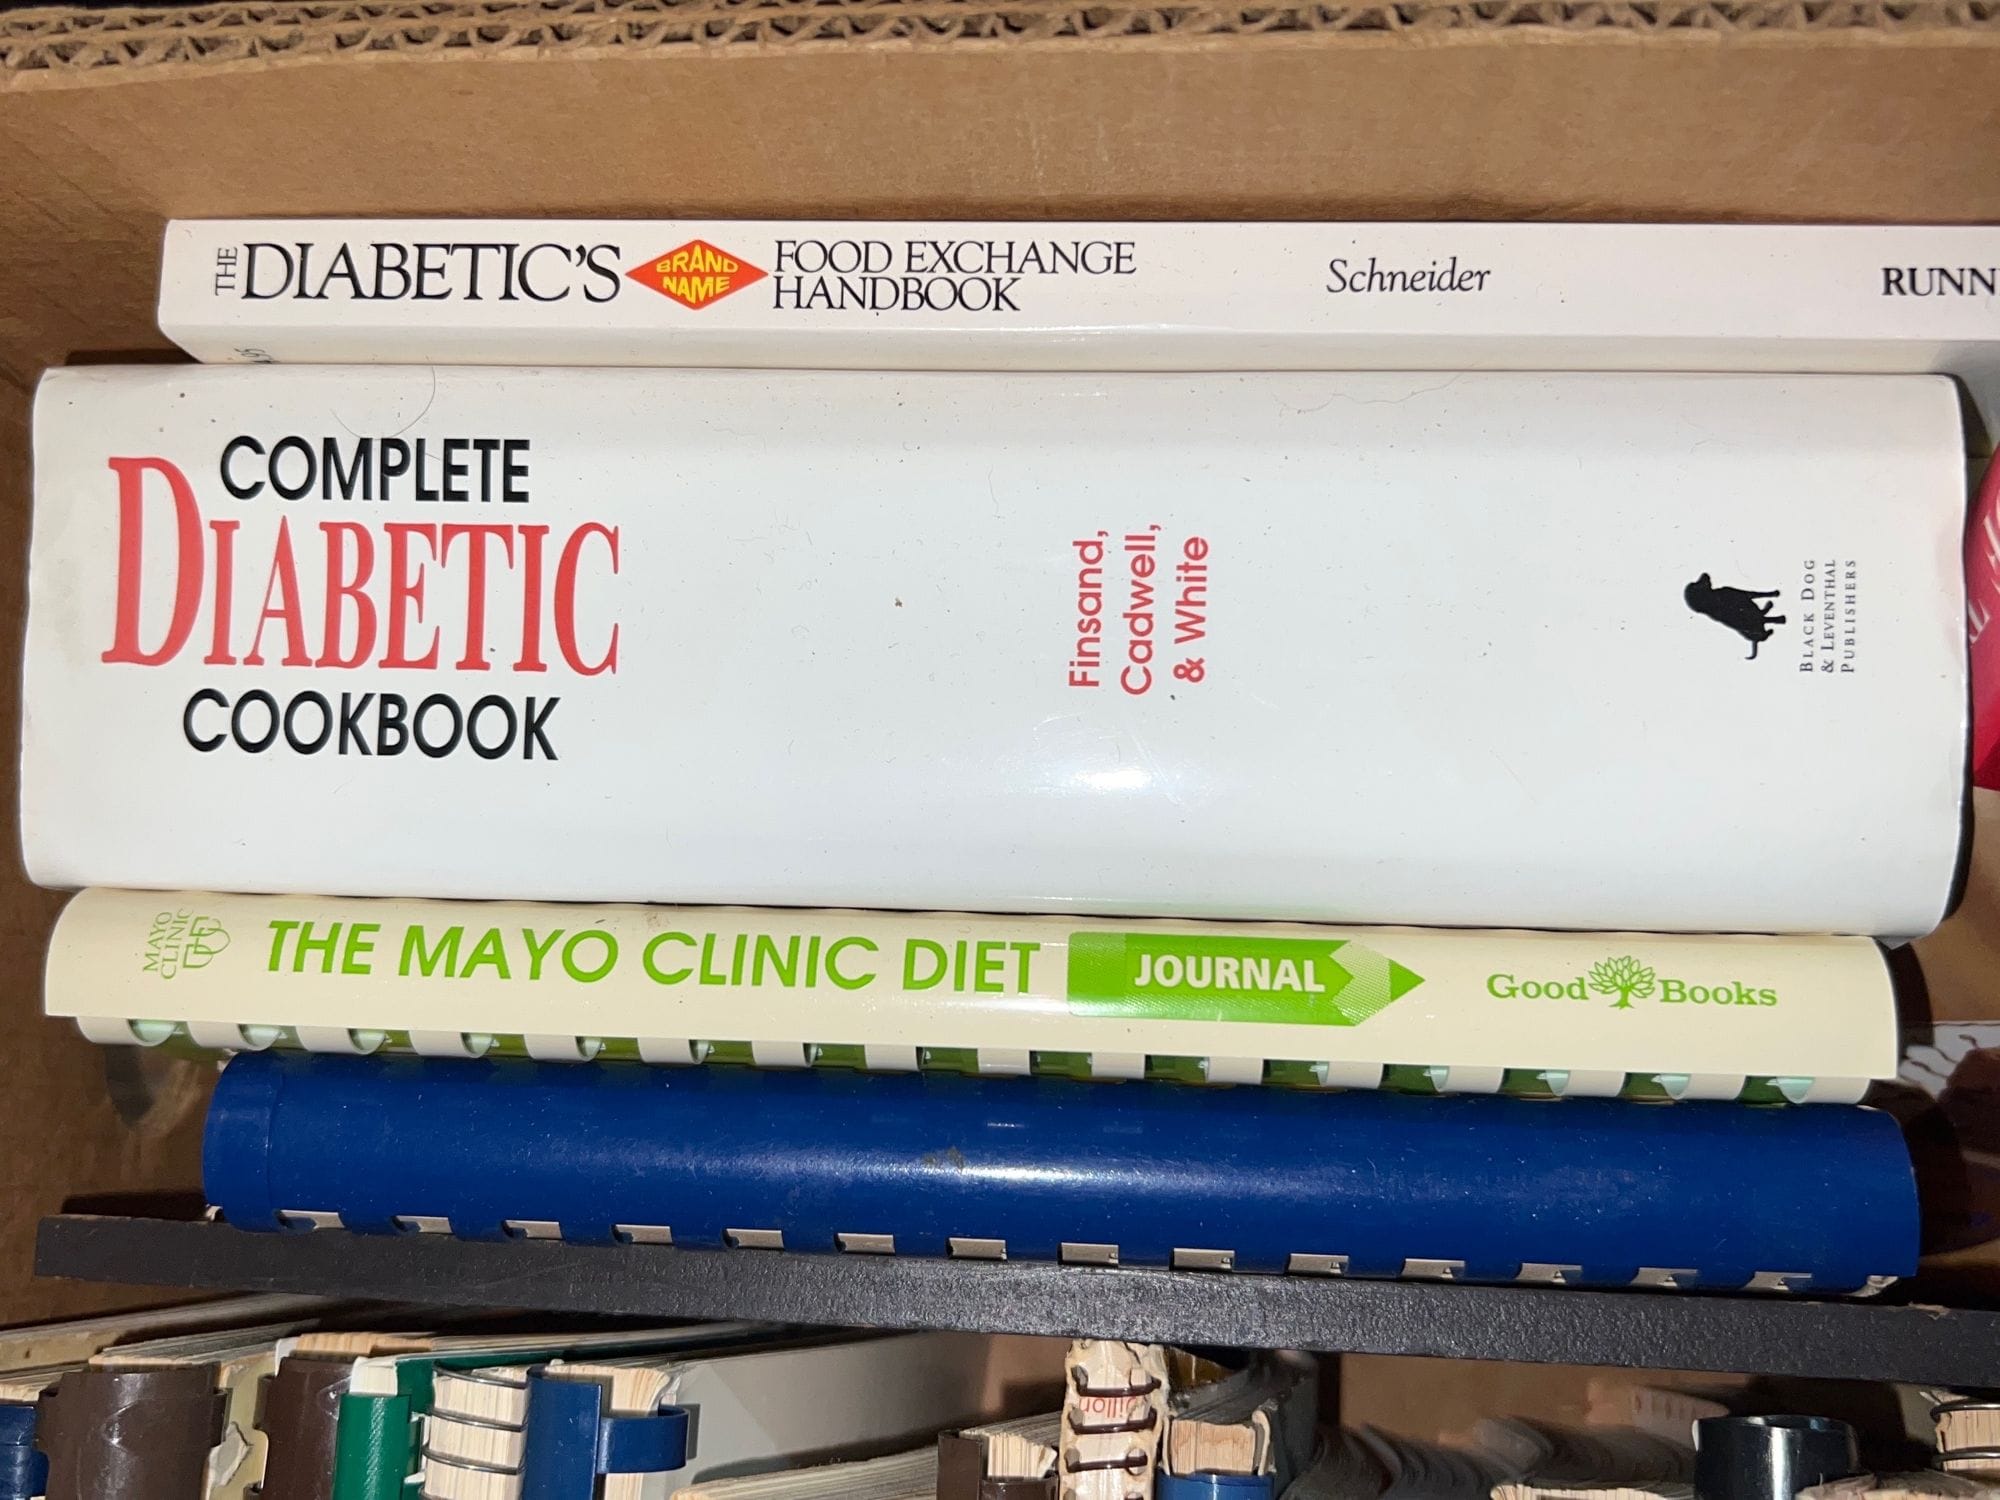 THE DIABETIC'S BRAND NAME FOOD EXCHANGE HANDBOOK Schneider RUNN
COMPLETE
DIABETIC
COOKBOOK
Finsand,
Cadwell,
& White
BLACK DOG
& LEVENTHAL
PUBLISHERS
MAYO
CLINIC
THE MAYO CLINIC DIET JOURNAL Good Books